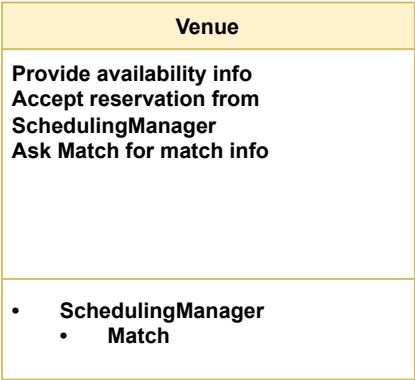 Venue
Provide availability info
Accept reservation from
SchedulingManager
Ask Match for match info
• SchedulingManager
• Match